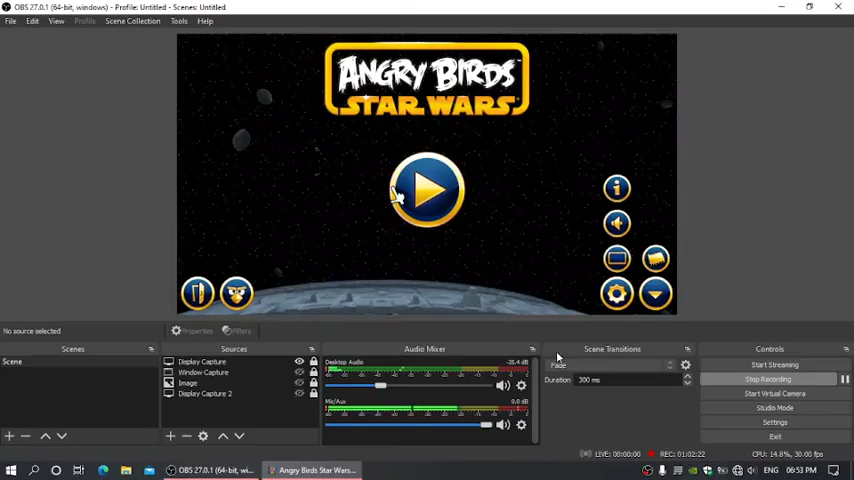 OBS 27.0.1 (64-bit, windows) - Profile: Untitled - Scenes: Untitled
File Edit View Profile Scene Collection Tools Help
ANGRY BIRDS
STAR WARS
No source selected Properties Filters
Scenes Sources Audio Mixer Scene Transitions Controls
Scene
Display Capture
Window Capture
Image
Display Capture 2
Desktop Audio -35.4 dB
Mic/Aux 0.0 dB
Fade
Duration 300 ms
Start Streaming
Stop Recording
Start Virtual Camera
Studio Mode
Settings
Exit
LIVE: 00:00:00 REC: 01:02:22 CPU: 14.8%, 30.00 fps
OBS 27.0.1 (64-bit, wi... Angry Birds Star Wars... ENG 06:53 PM